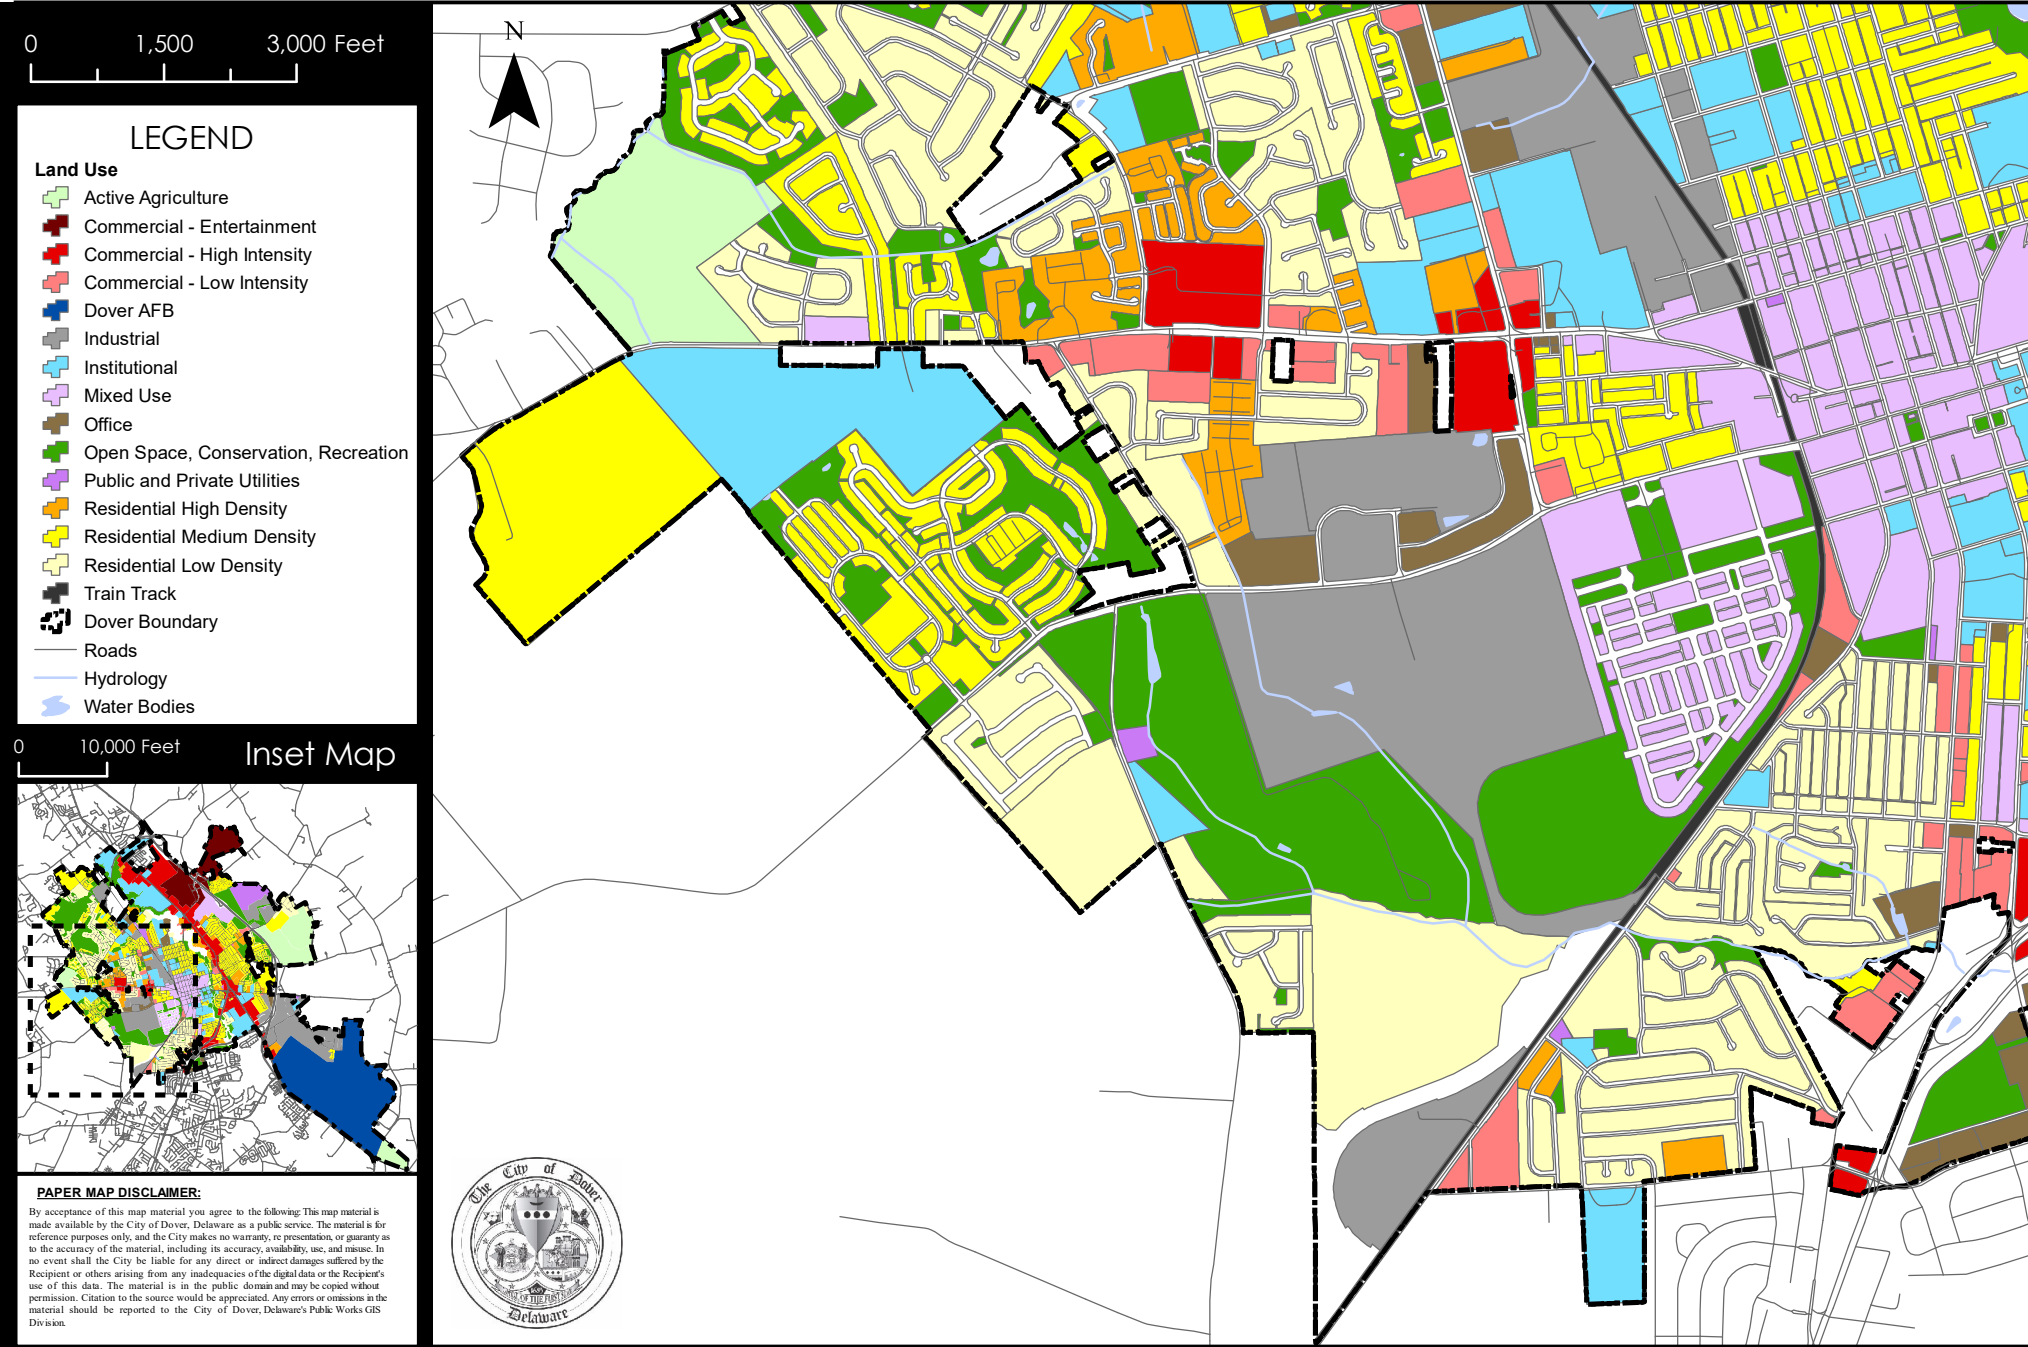 0 1,500 3,000 Feet
LEGEND
Land Use
Active Agriculture
Commercial - Entertainment
Commercial - High Intensity
Commercial - Low Intensity
Dover AFB
Industrial
Institutional
Mixed Use
Office
Open Space, Conservation, Recreation
Public and Private Utilities
Residential High Density
Residential Medium Density
Residential Low Density
Train Track
Dover Boundary
Roads
Hydrology
Water Bodies
0 10,000 Feet
Inset Map
PAPER MAP DISCLAIMER:
By acceptance of this map material you agree to the following: This map material is
made available by the City of Dover, Delaware as a public service. The material is for
reference purposes only, and the City makes no warranty, re presentation, or guaranty as
to the accuracy of the material, including its accuracy, availability, use, and misuse. In
no event shall the City be liable for any direct or indirect damages suffered by the
Recipient or others arising from any inadequacies of the digital data or the Recipient's
use of this data. The material is in the public domain and may be copied without
permission. Citation to the source would be appreciated. Any errors or omissions in the
material should be reported to the City of Dover, Delaware's Public Works GIS
Division.
N
The City of Dover
Delaware